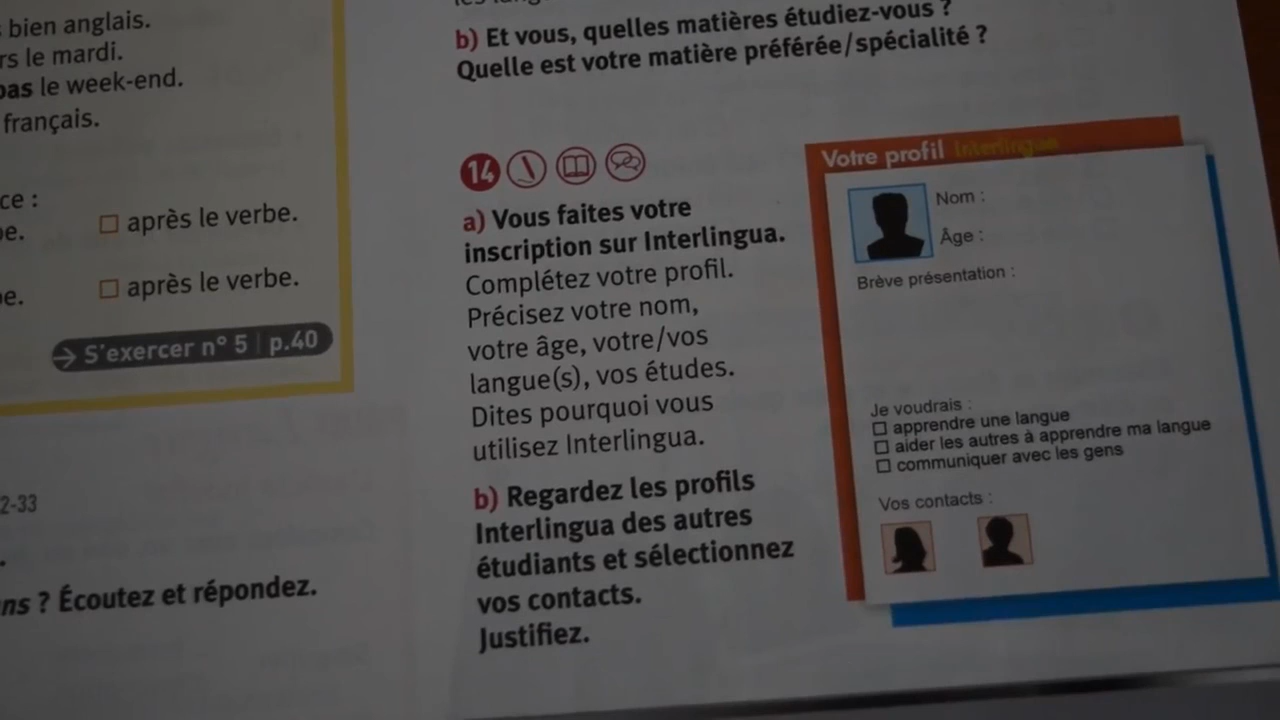 bien anglais.
le mardi.
pas le week-end.
français.
ce :
après le verbe.
après le verbe.
→ S'exercer n° 5 | p.40
2-33
ns ? Écoutez et répondez.
b) Et vous, quelles matières étudiez-vous ?
Quelle est votre matière préférée/spécialité ?
14
a) Vous faites votre
inscription sur Interlingua.
Complétez votre profil.
Précisez votre nom,
votre âge, votre/vos
langue(s), vos études.
Dites pourquoi vous
utilisez Interlingua.
b) Regardez les profils
Interlingua des autres
étudiants et sélectionnez
vos contacts.
Justifiez.
Votre profil Interlingua
Nom :
Âge :
Brève présentation :
Je voudrais :
apprendre une langue
aider les autres à apprendre ma langue
communiquer avec les gens
Vos contacts :